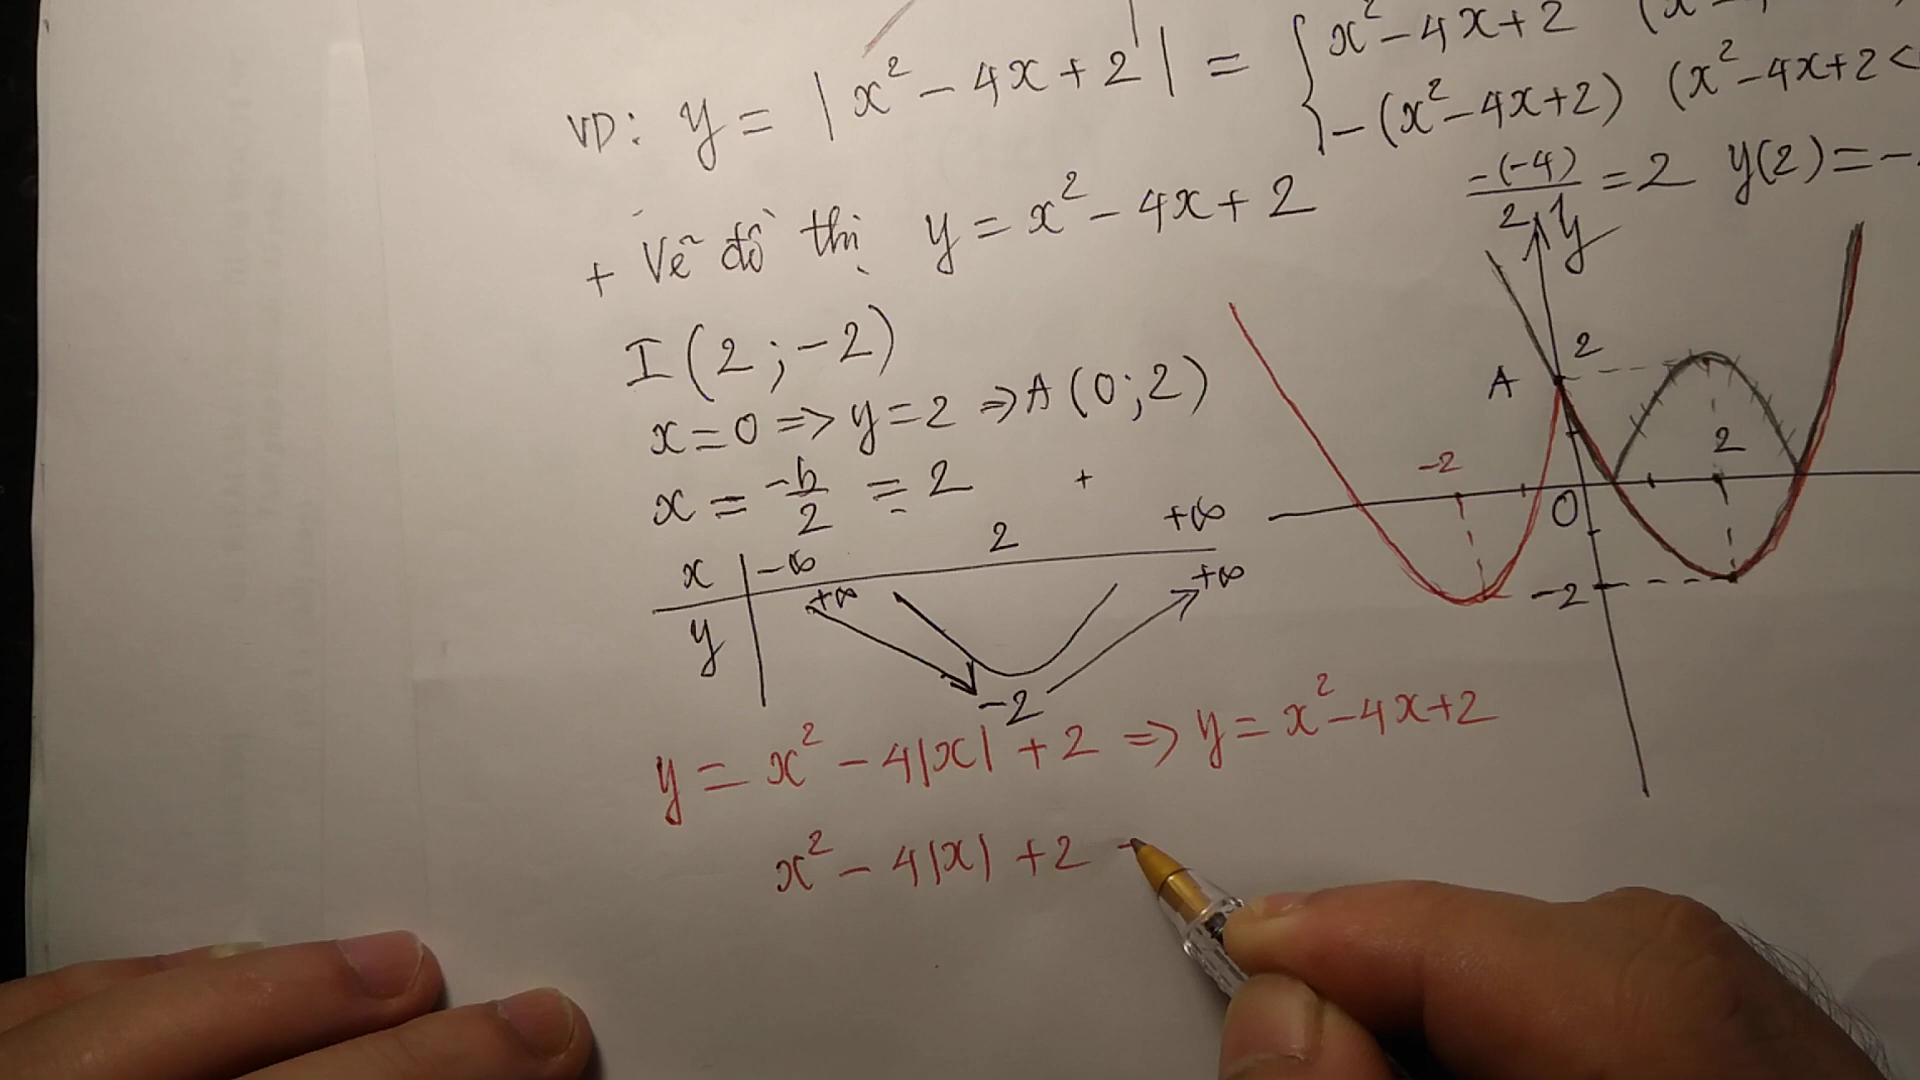 VD: y = |x² - 4x + 2| = { x² - 4x + 2
-(x² - 4x + 2) (x² - 4x + 2 <
-(-4)/2 = 2 y(2) = -
+ Vẽ đồ thị y = x² - 4x + 2
I(2; -2)
x = 0 => y = 2 => A(0; 2)
x = -b/2 = 2 +
x -∞ 2 +∞
y +∞ -2 +∞
y = x² - 4|x| + 2 => y = x² - 4x + 2
x² - 4|x| + 2
1 y
2
A
-2 2
O
-2